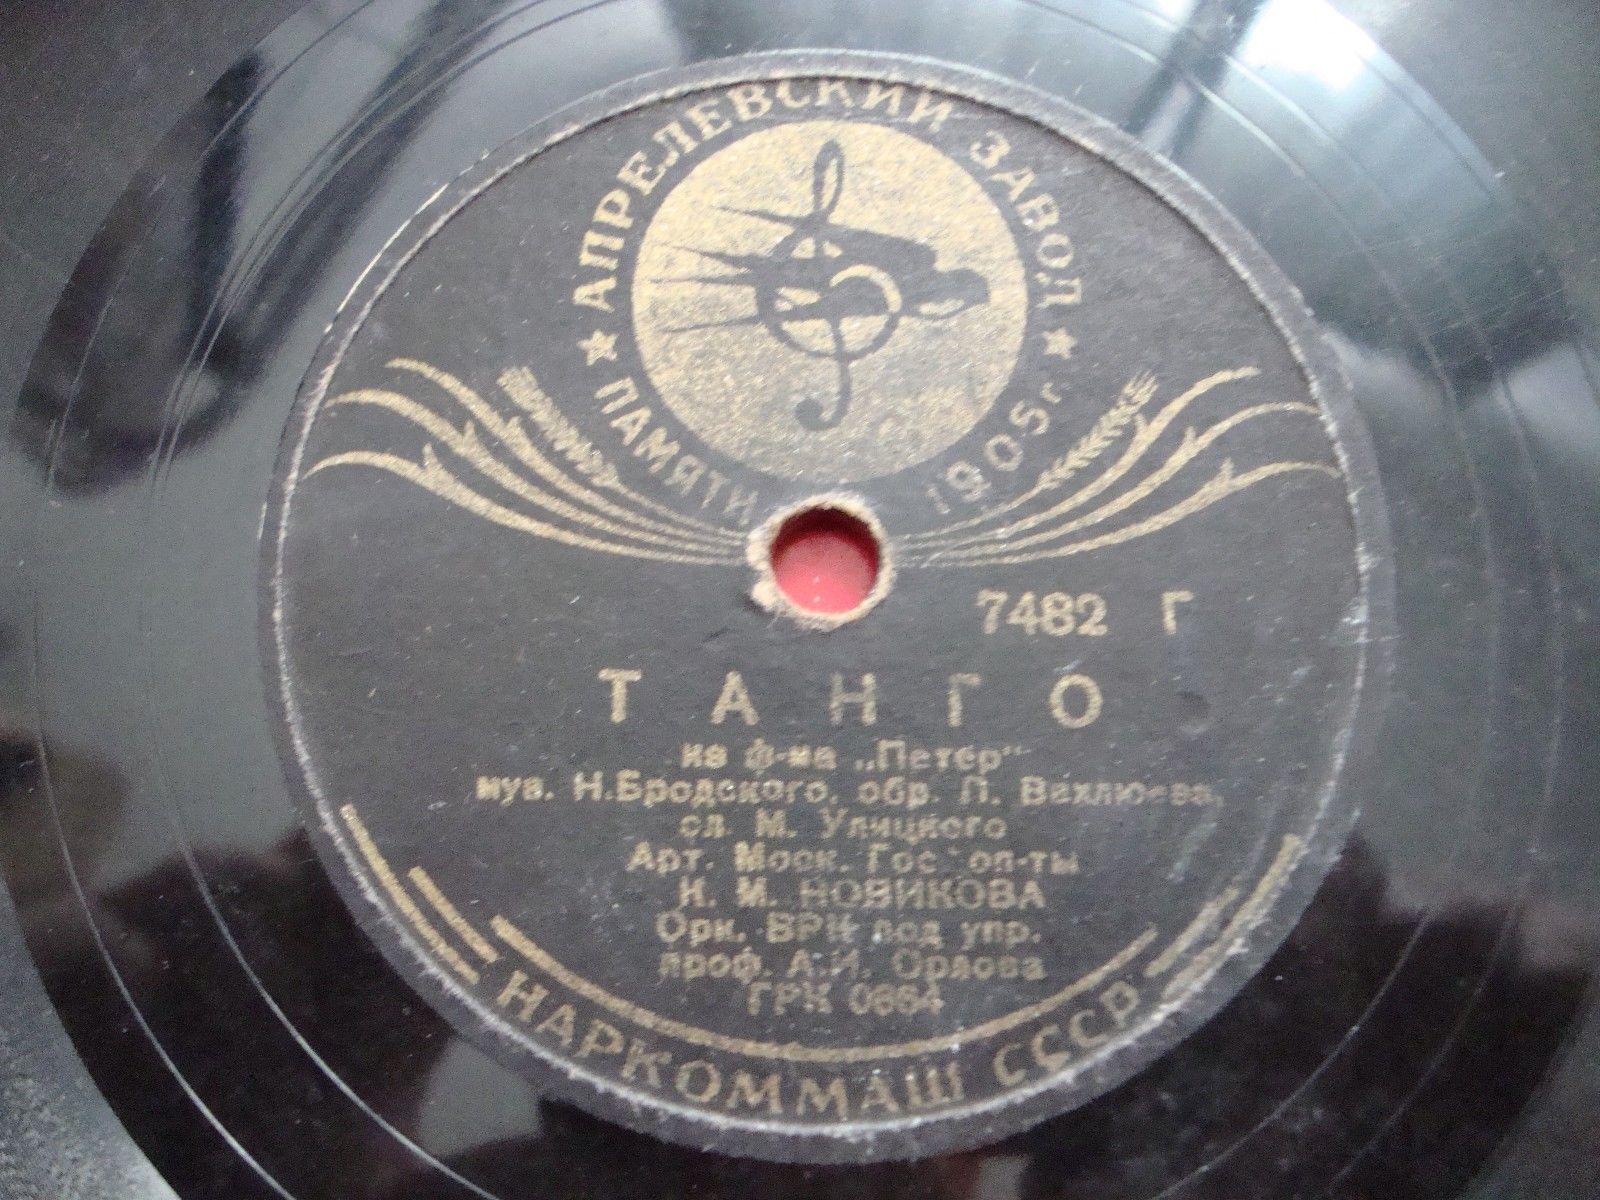 АПРЕЛЕВСКИЙ ЗАВОД
★ ПАМЯТИ 1905 г. ★
7482 Г
ТАНГО
из ф-ма „Петер"
муз. Н. Бродского, обр. П. Вахлюева,
сл. М. Улицкого
Арт. Моск. Гос. оп-ты
К. М. НОВИКОВА
Орк. ВРК под упр.
проф. А. И. Орлова
ГРК 0664
НАРКОММАШ СССР